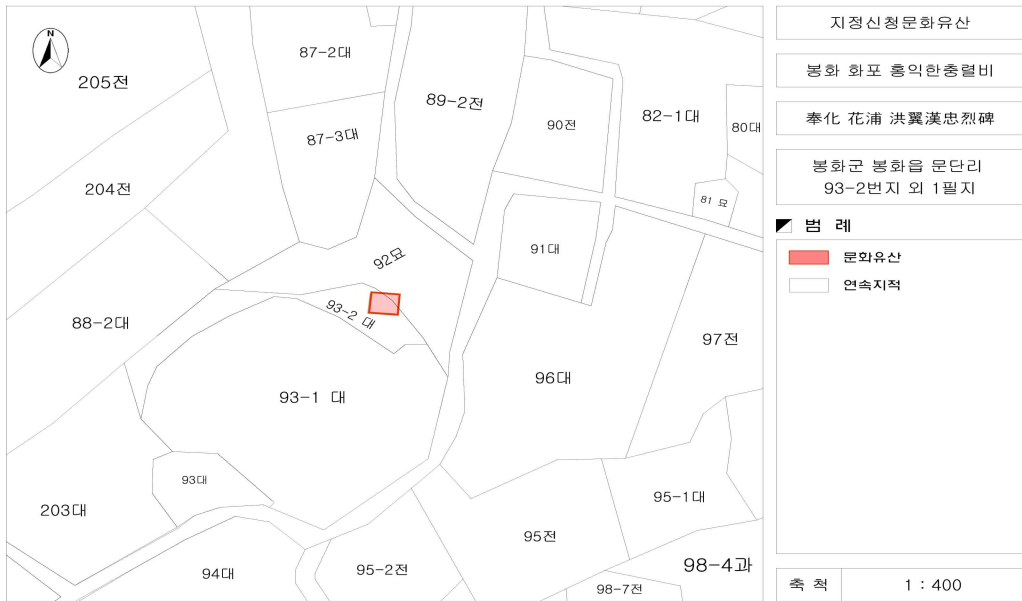 N
205전
87-2대
89-2전
82-1대
90전
80대
87-3대
204전
81 묘
92묘
91대
93-2 대
88-2대
97전
96대
93-1 대
93대
95-1대
203대
95전
98-4과
94대
95-2전
98-7전
지정신청문화유산
봉화 화포 홍익한충렬비
奉化 花浦 洪翼漢忠烈碑
봉화군 봉화읍 문단리
93-2번지 외 1필지
범 례
문화유산
연속지적
축 척
1 : 400